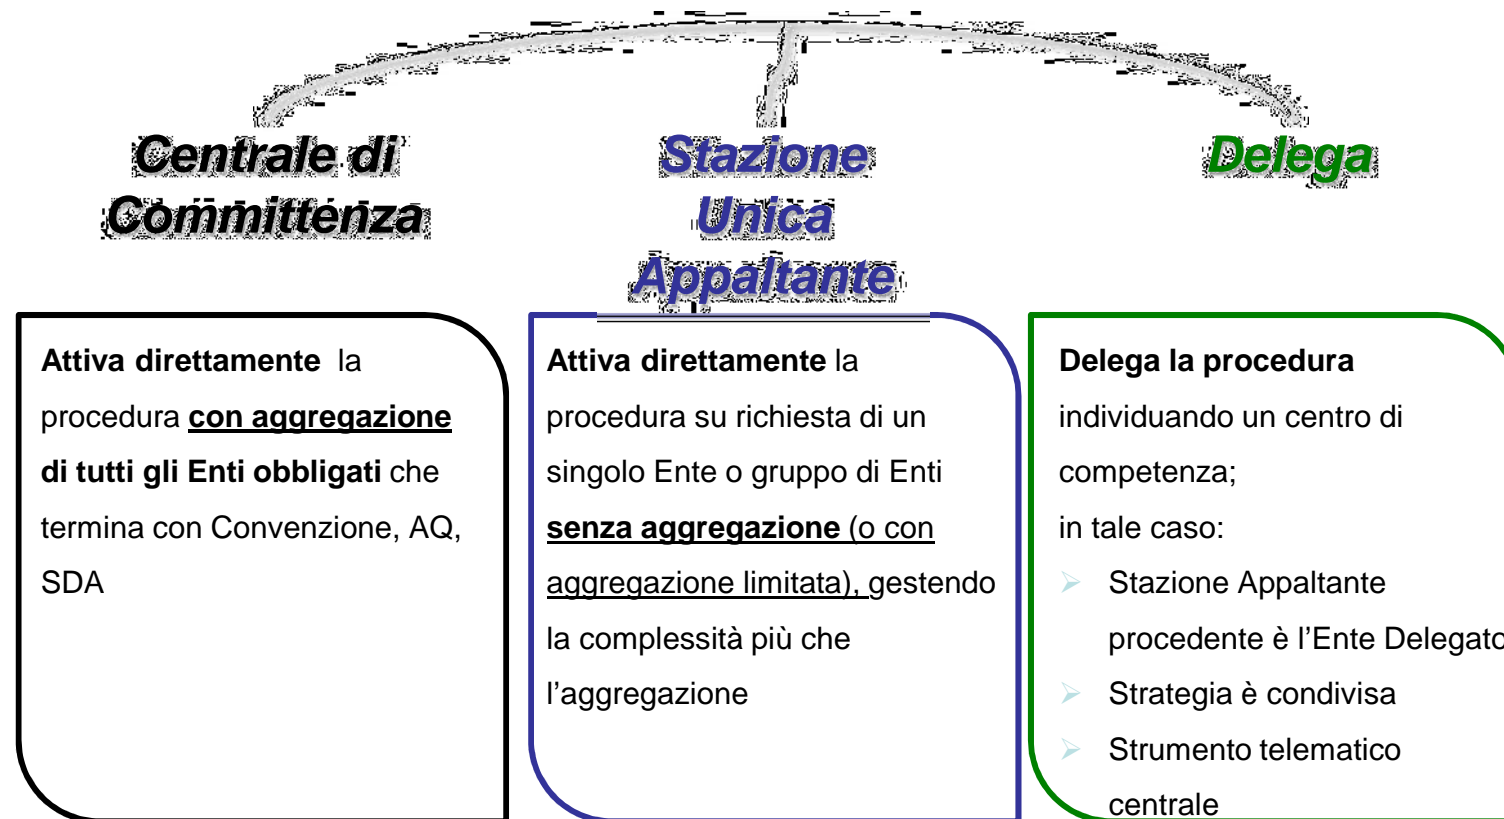 Centrale di
Committenza
Stazione
Unica
Appaltante
Delega
Attiva direttamente la
procedura con aggregazione
di tutti gli Enti obbligati che
termina con Convenzione, AQ,
SDA
Attiva direttamente la
procedura su richiesta di un
singolo Ente o gruppo di Enti
senza aggregazione (o con
aggregazione limitata), gestendo
la complessità più che
l’aggregazione
Delega la procedura
individuando un centro di
competenza;
in tale caso:
Stazione Appaltante
procedente è l’Ente Delegato
Strategia è condivisa
Strumento telematico
centrale